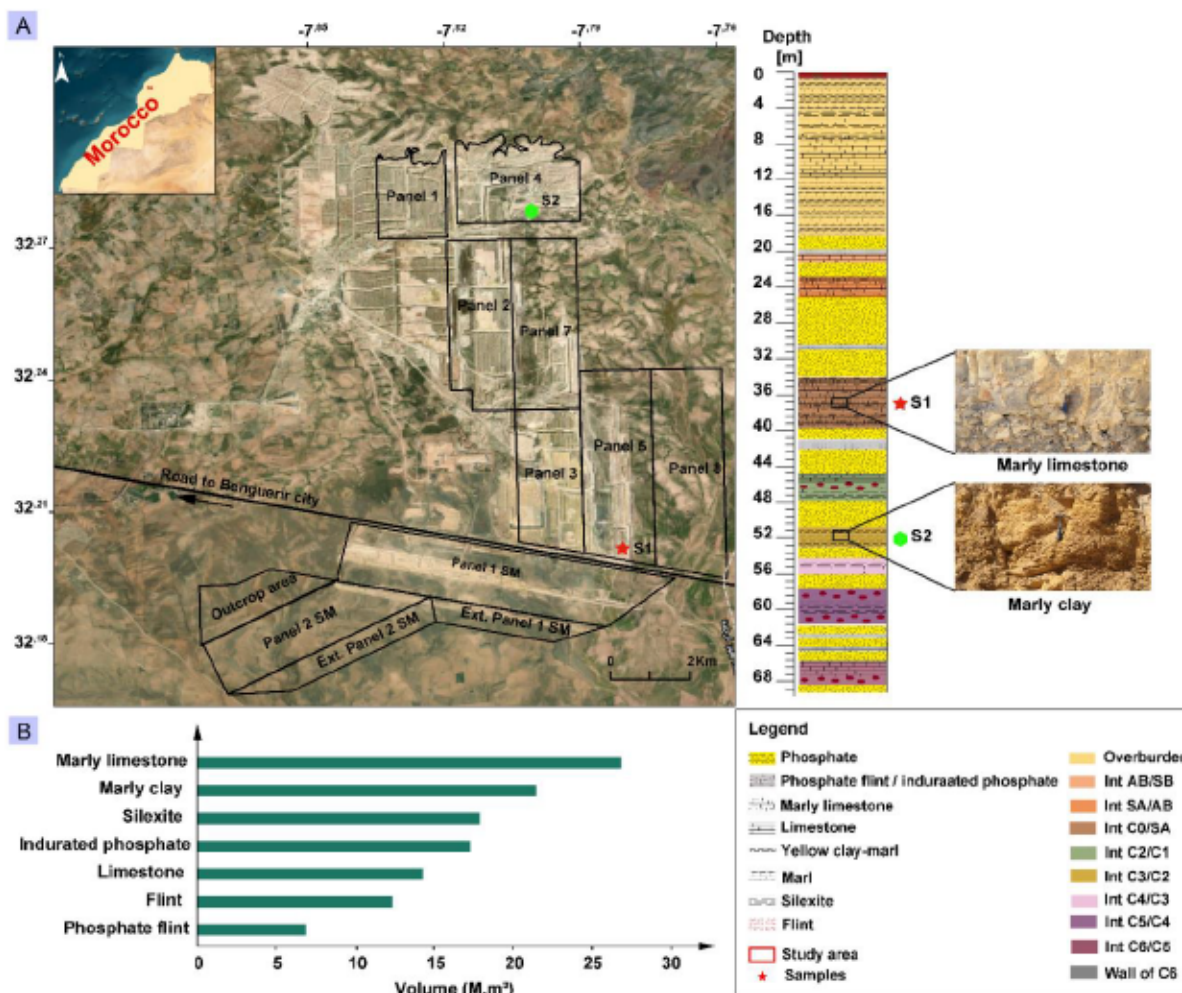 A
-7.85 -7.82 -7.79 -7.76
Depth
[m]
Morocco
Panel 1
Panel 4
S2
32.27
Panel 2
Panel 7
32.24
Panel 5
Panel 3
Panel 8
Road to Benguerir city
32.21
S1
Panel 1 SM
Outcrop area
Panel 2 SM
Ext. Panel 1 SM
Ext. Panel 2 SM
32.18
0 2Km
0
4
8
12
16
20
24
28
32
36
40
44
48
52
56
60
64
68
S1
Marly limestone
S2
Marly clay
B
Marly limestone
Marly clay
Silexite
Indurated phosphate
Limestone
Flint
Phosphate flint
0 5 10 15 20 25 30
Volume (M.m³)
Legend
Phosphate
Phosphate flint / induraated phosphate
Marly limestone
Limestone
Yellow clay-marl
Marl
Silexite
Flint
Study area
Samples
Overburden
Int AB/SB
Int SA/AB
Int C0/SA
Int C2/C1
Int C3/C2
Int C4/C3
Int C5/C4
Int C6/C5
Wall of C6